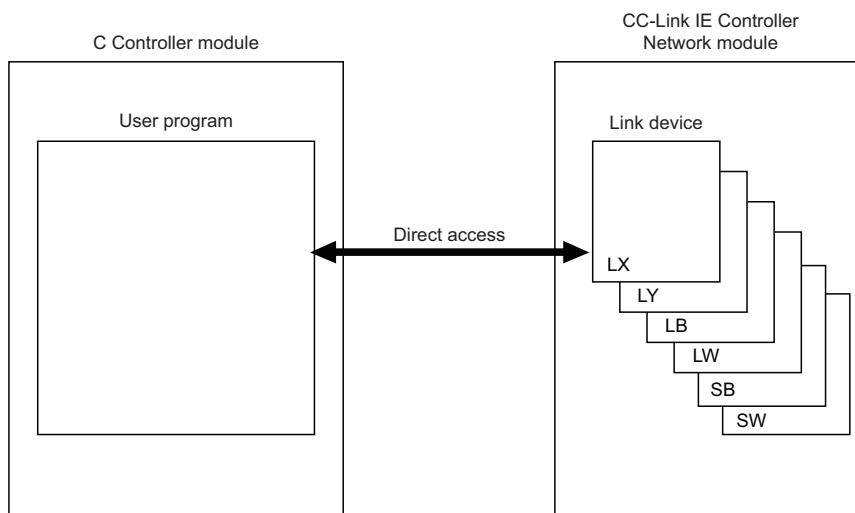 C Controller module
CC-Link IE Controller
Network module
User program
Link device
Direct access
LX
LY
LB
LW
SB
SW